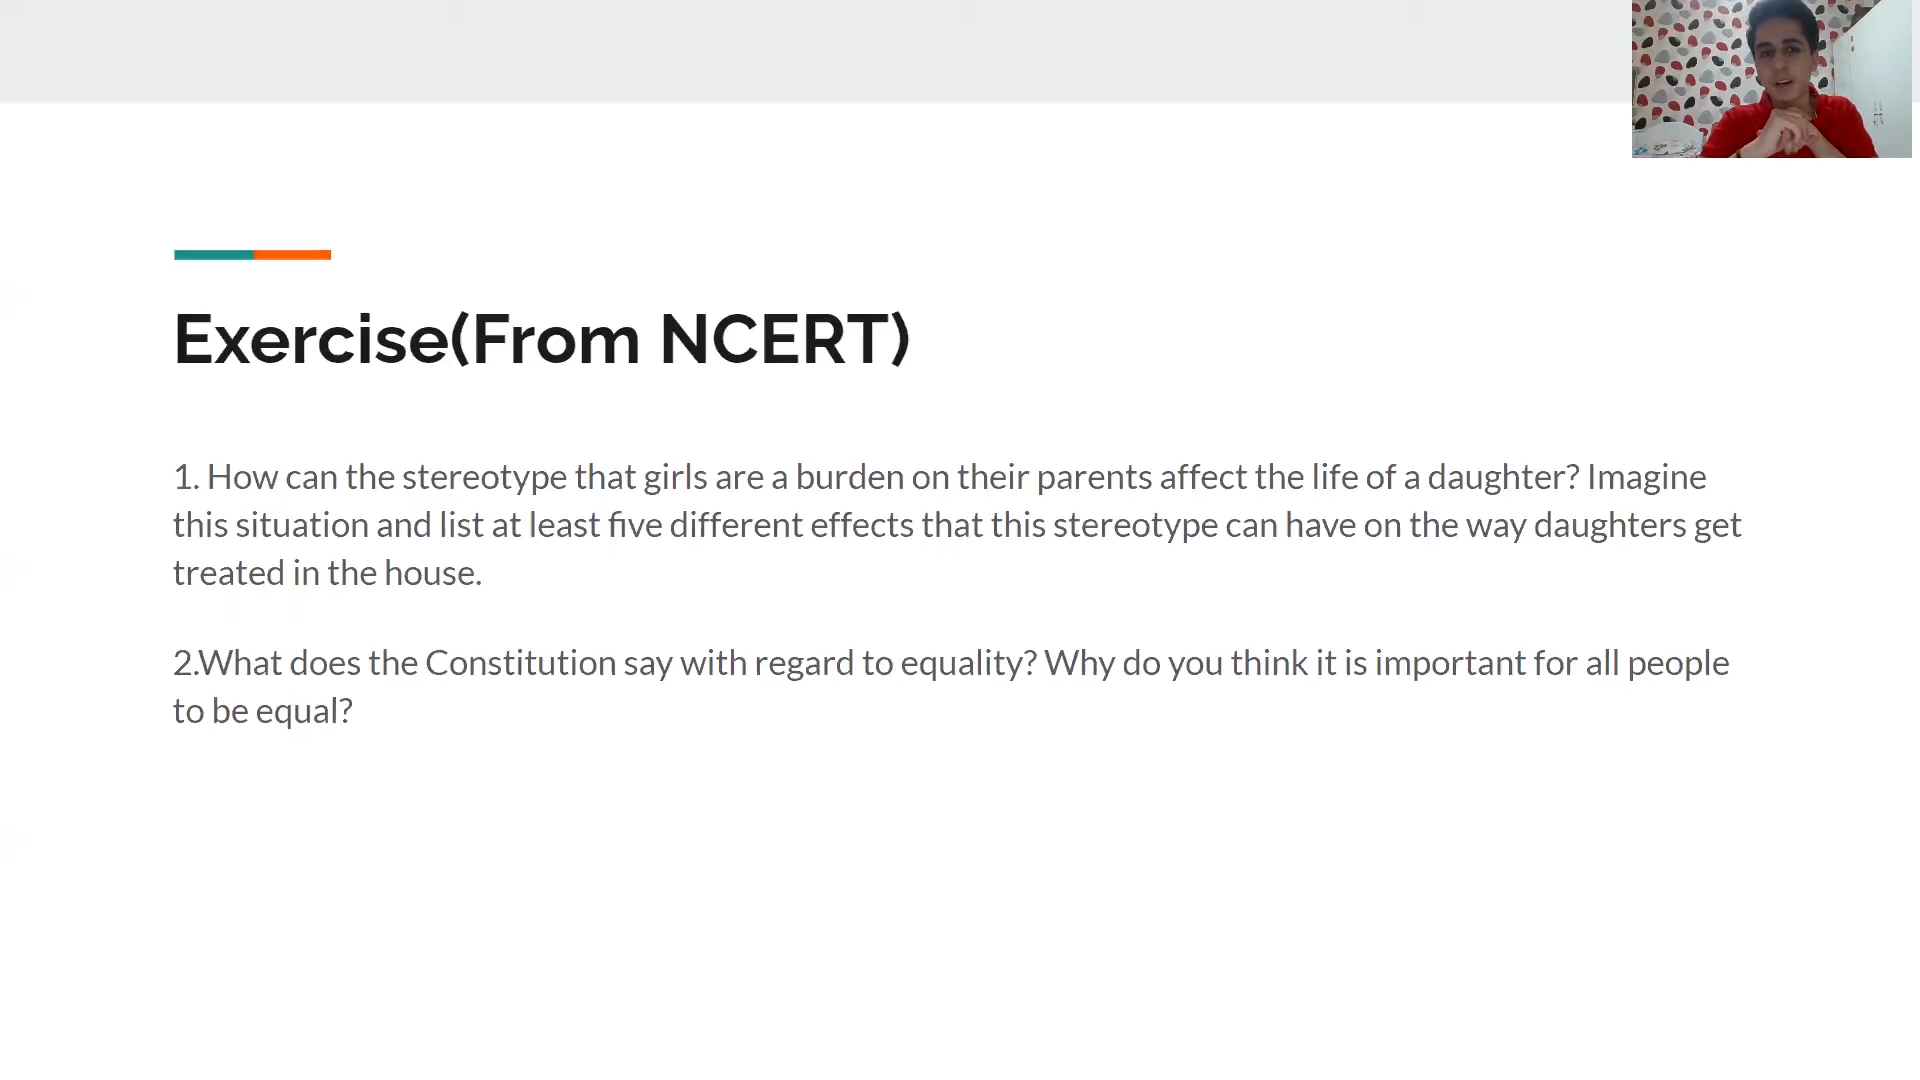 Exercise(From NCERT)
1. How can the stereotype that girls are a burden on their parents affect the life of a daughter? Imagine
this situation and list at least five different effects that this stereotype can have on the way daughters get
treated in the house.
2.What does the Constitution say with regard to equality? Why do you think it is important for all people
to be equal?